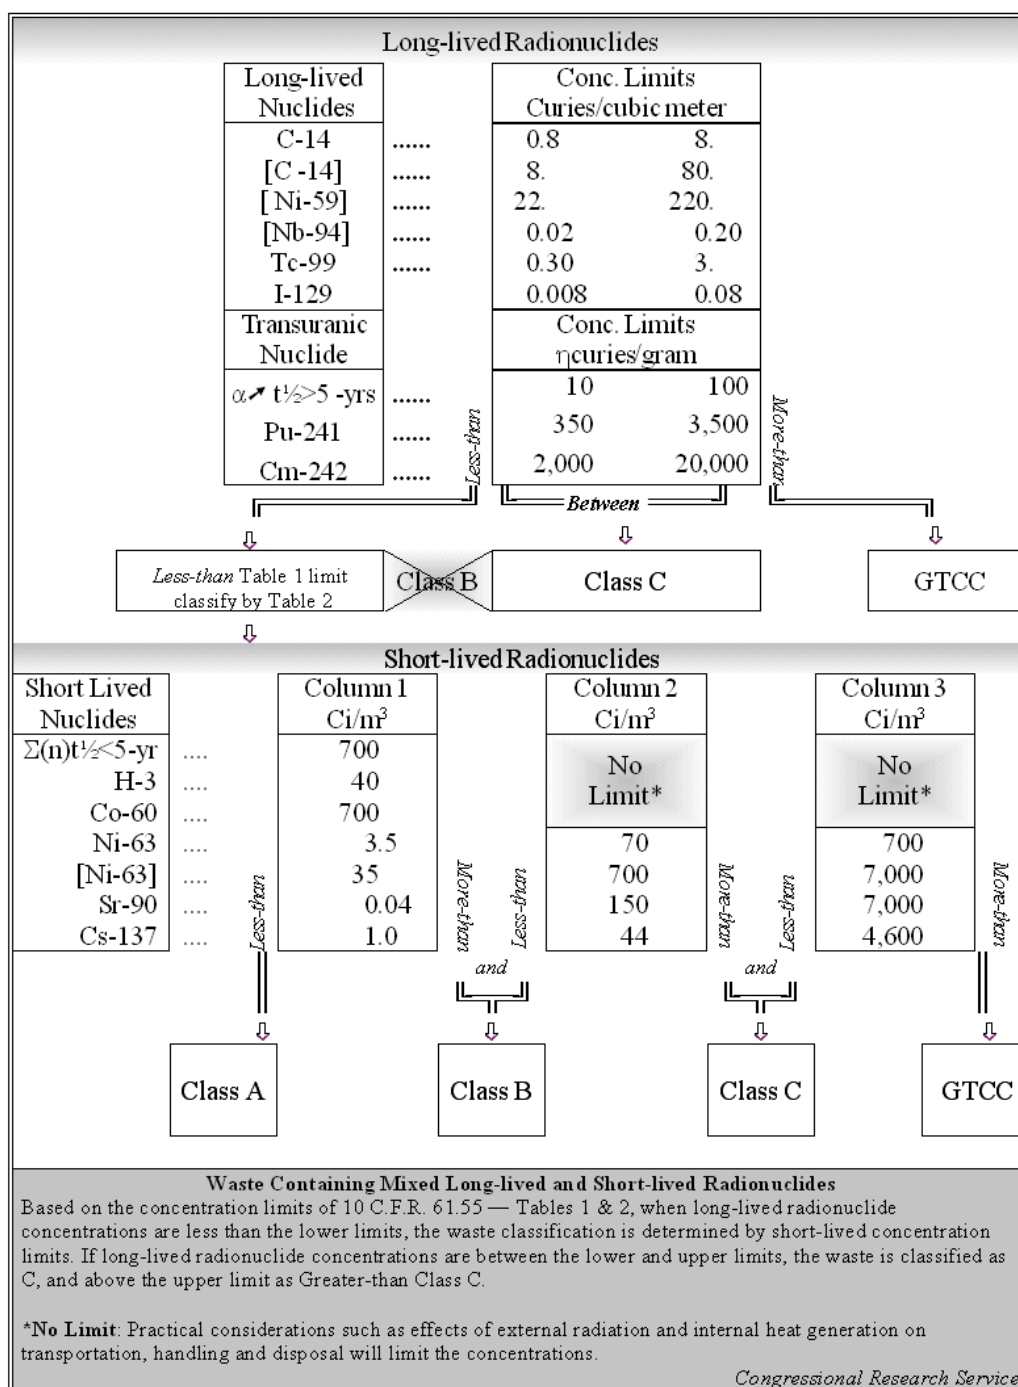 Long-lived Radionuclides
Long-lived Nuclides Conc. Limits Curies/cubic meter
C-14 ...... 0.8 8.
[C -14] ...... 8. 80.
[ Ni-59] ...... 22. 220.
[Nb-94] ...... 0.02 0.20
Tc-99 ...... 0.30 3.
I-129 0.008 0.08
Transuranic Nuclide Conc. Limits ηcuries/gram
α➚ t½>5 -yrs ...... 10 100
Pu-241 ...... 350 3,500
Cm-242 ...... 2,000 20,000
Less-than
More-than
Between
Less-than Table 1 limit
classify by Table 2
Class B
Class C
GTCC
Short-lived Radionuclides
Short Lived Nuclides Column 1 Ci/m³ Column 2 Ci/m³ Column 3 Ci/m³
Σ(n)t½<5-yr .... 700
H-3 .... 40 No Limit* No Limit*
Co-60 .... 700
Ni-63 .... 3.5 70 700
[Ni-63] .... 35 700 7,000
Sr-90 .... 0.04 150 7,000
Cs-137 .... 1.0 44 4,600
Less-than
More-than
and
Less-than
More-than
and
Less-than
More-than
Class A
Class B
Class C
GTCC
Waste Containing Mixed Long-lived and Short-lived Radionuclides
Based on the concentration limits of 10 C.F.R. 61.55 — Tables 1 & 2, when long-lived radionuclide
concentrations are less than the lower limits, the waste classification is determined by short-lived concentration
limits. If long-lived radionuclide concentrations are between the lower and upper limits, the waste is classified as
C, and above the upper limit as Greater-than Class C.
*No Limit: Practical considerations such as effects of external radiation and internal heat generation on
transportation, handling and disposal will limit the concentrations.
Congressional Research Service